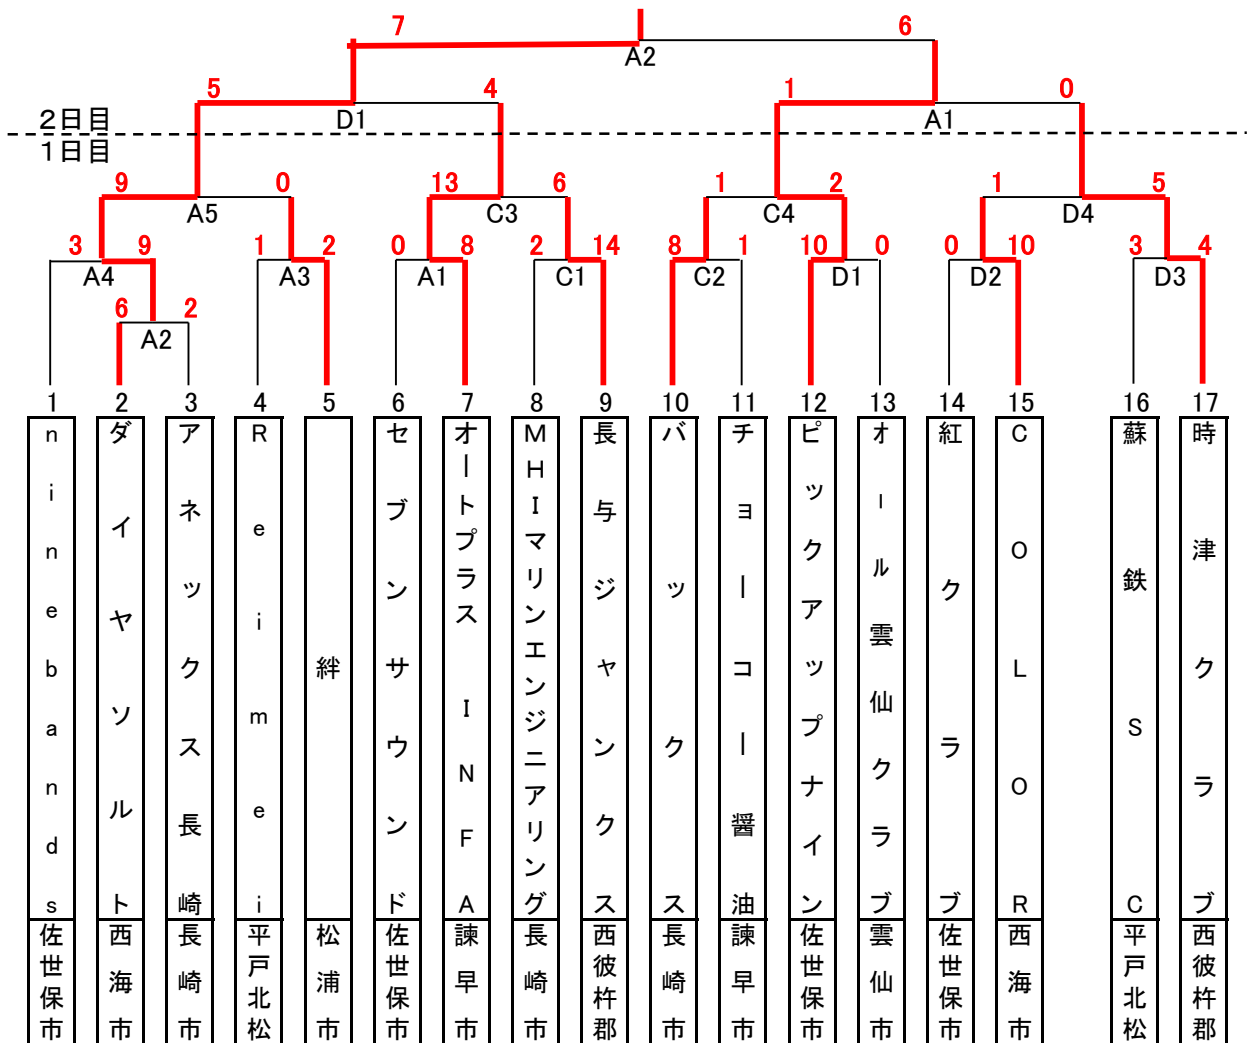 7 6
A2
5 4 1 0
2日目 D1 A1
1日目
9 0 13 6 1 2 1 5
A5 C3 C4 D4
3 9 1 2 0 8 2 14 8 1 10 0 0 10 3 4
A4 A3 A1 C1 C2 D1 D2 D3
6 2
A2
1 2 3 4 5 6 7 8 9 10 11 12 13 14 15 16 17
ninebands
佐世保市
ダイヤソルト
西海市
アネックス長崎
長崎市
Reimei
平戸北松
絆
松浦市
セブンサウンド
佐世保市
オートプラス INFA
諫早市
MHIマリンエンジニアリング
長崎市
長与ジャンクス
西彼杵郡
バックス
長崎市
チョーコー醤油
諫早市
ピックアップナイン
佐世保市
オール雲仙クラブ
雲仙市
紅クラブ
佐世保市
COLOR
西海市
蘇鉄SC
平戸北松
時津クラブ
西彼杵郡